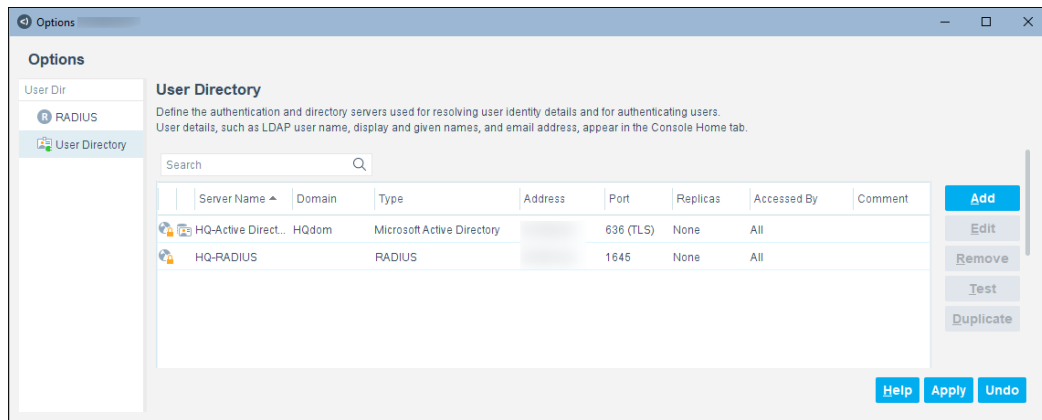 Options
Options
User Dir
RADIUS
User Directory
User Directory
Define the authentication and directory servers used for resolving user identity details and for authenticating users.
User details, such as LDAP user name, display and given names, and email address, appear in the Console Home tab.
Search
Server Name Domain Type Address Port Replicas Accessed By Comment
HQ-Active Direct... HQdom Microsoft Active Directory 636 (TLS) None All
HQ-RADIUS RADIUS 1645 None All
Add
Edit
Remove
Test
Duplicate
Help Apply Undo